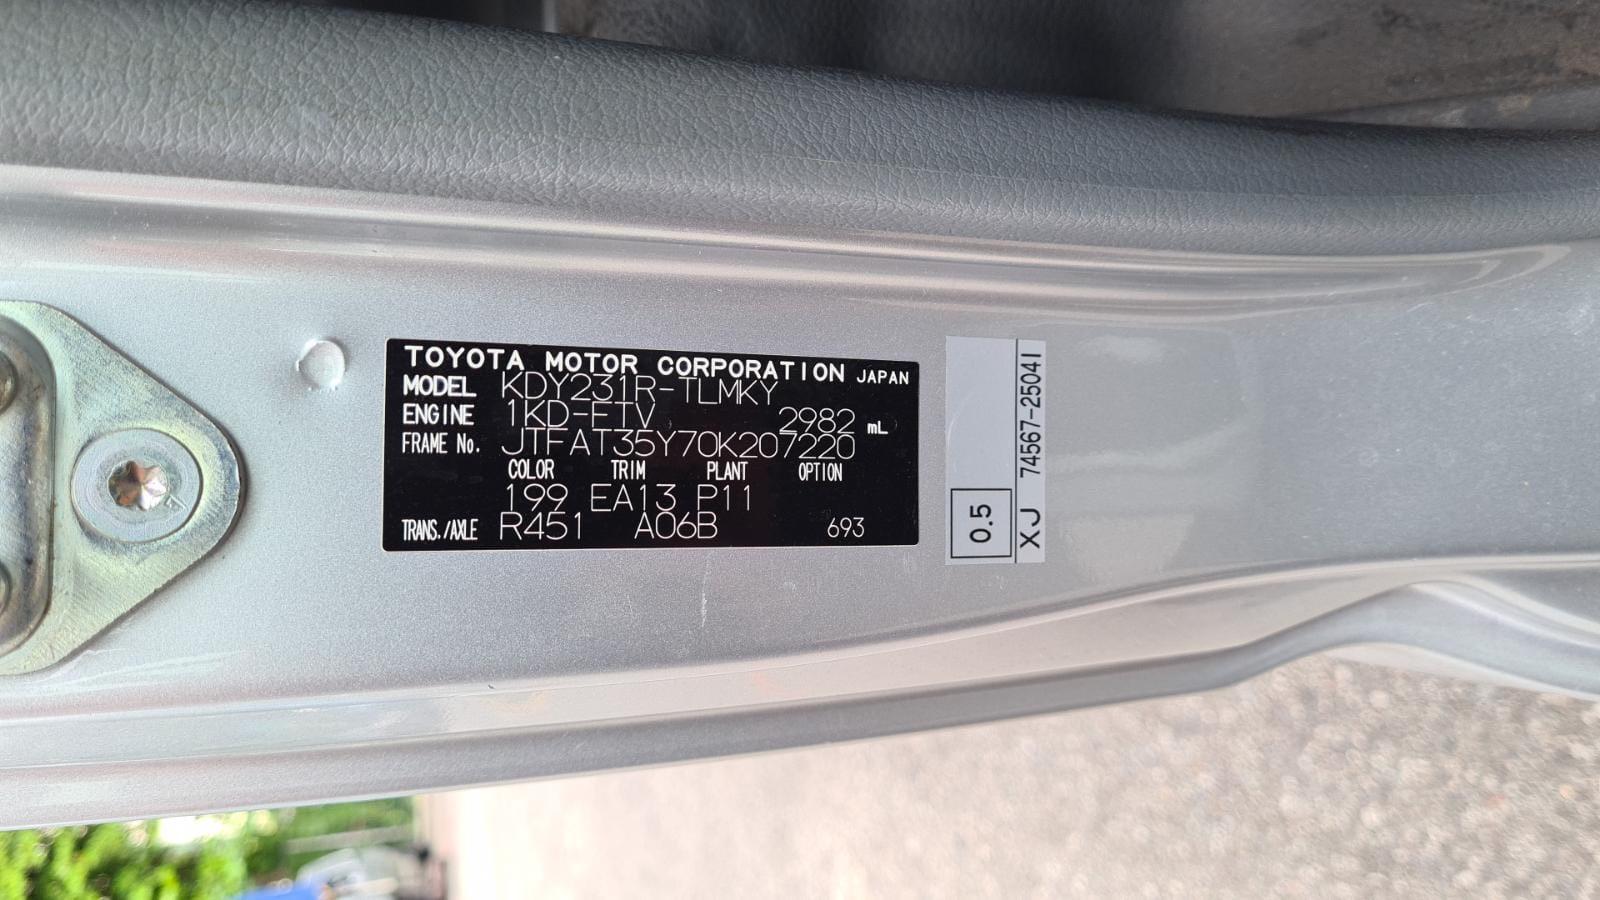 TOYOTA MOTOR CORPORATION JAPAN
MODEL KDY231R-TLMKY
ENGINE 1KD-FTV 2982 mL
FRAME No. JTFAT35Y70K207220
COLOR TRIM PLANT OPTION
199 EA13 P11
TRANS./AXLE R451 A06B 693
0.5
XJ 74567-25041